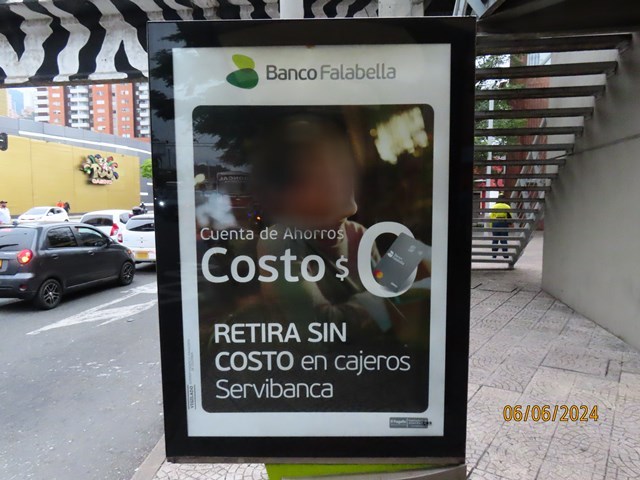 Banco Falabella
Cuenta de Ahorros
Costo $0
RETIRA SIN
COSTO en cajeros
Servibanca
06/06/2024